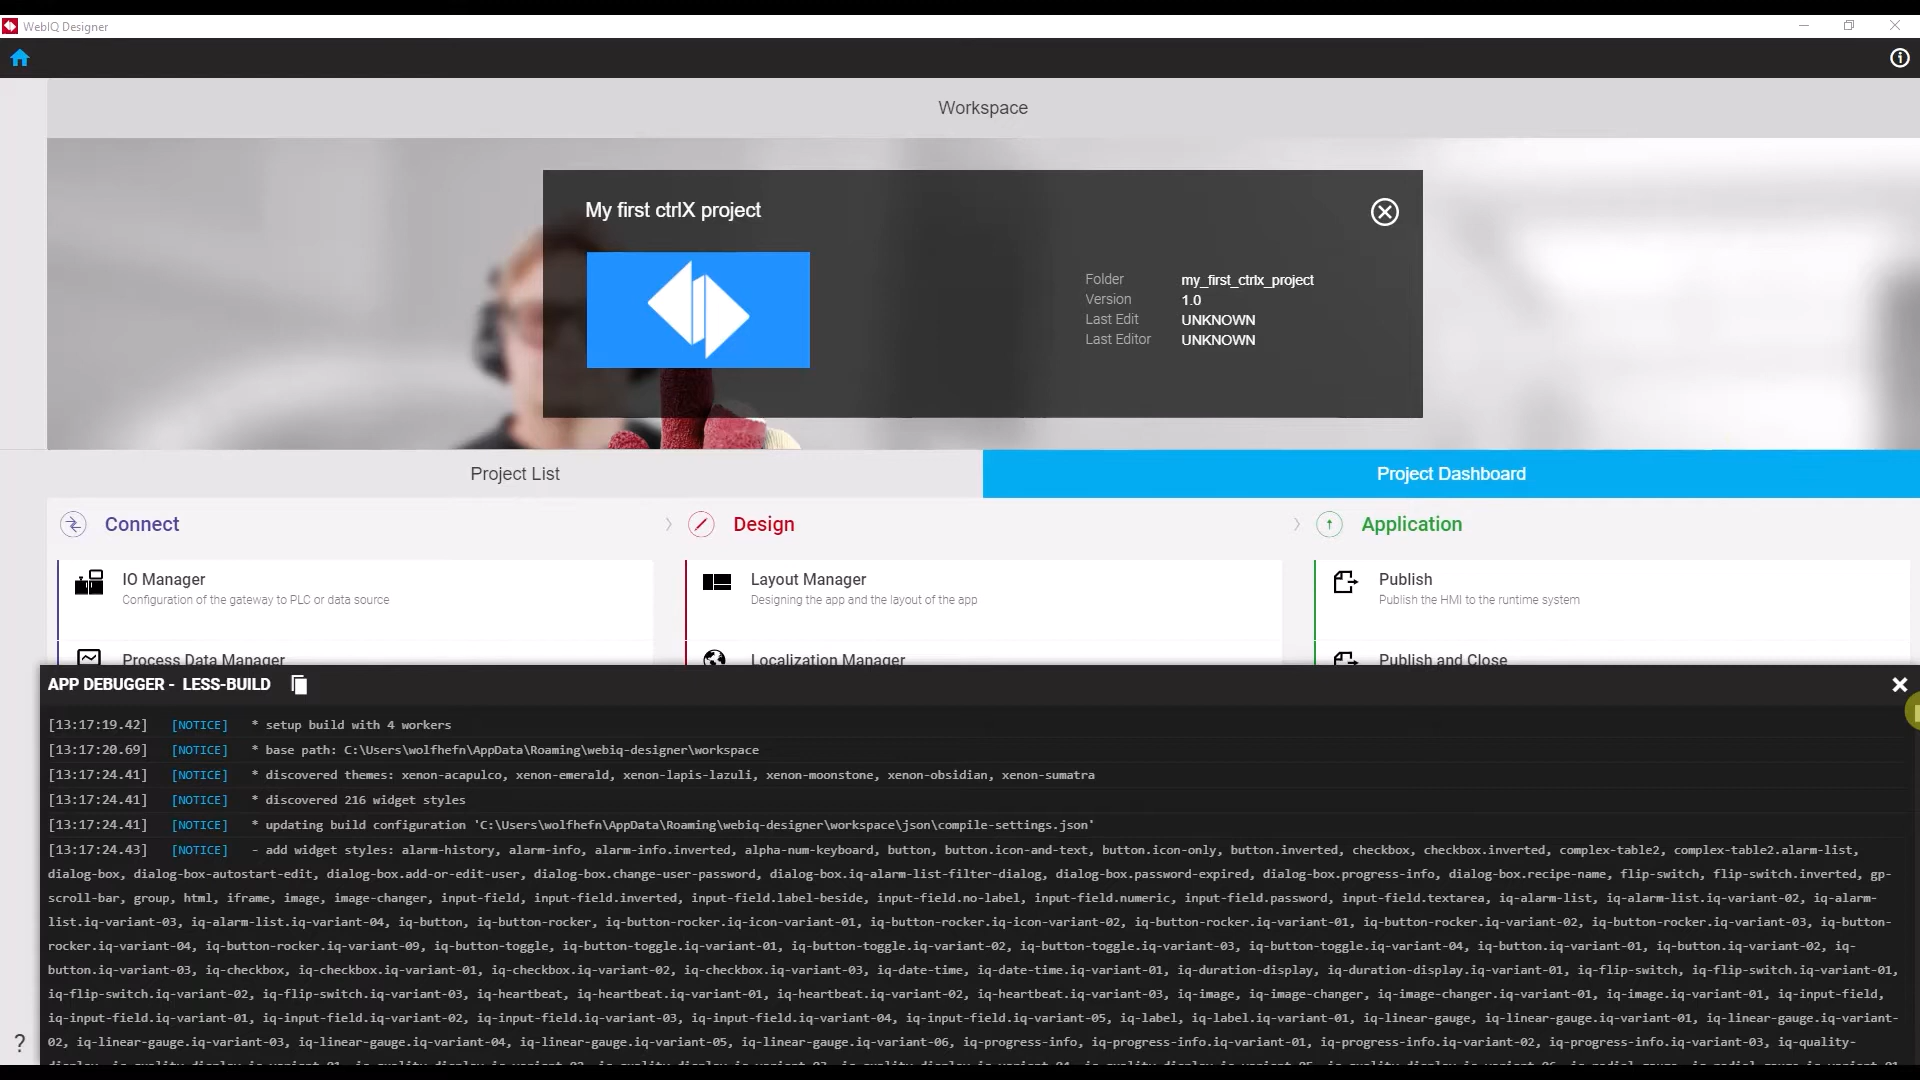 WebIQ Designer
Workspace
My first ctrlX project
Folder my_first_ctrlx_project
Version 1.0
Last Edit UNKNOWN
Last Editor UNKNOWN
Project List
Project Dashboard
Connect
Design
Application
IO Manager
Configuration of the gateway to PLC or data source
Layout Manager
Designing the app and the layout of the app
Publish
Publish the HMI to the runtime system
Process Data Manager
Localization Manager
Publish and Close
APP DEBUGGER - LESS-BUILD
[13:17:19.42] [NOTICE] * setup build with 4 workers
[13:17:20.69] [NOTICE] * base path: C:\Users\wolfhefn\AppData\Roaming\webiq-designer\workspace
[13:17:24.41] [NOTICE] * discovered themes: xenon-acapulco, xenon-emerald, xenon-lapis-lazuli, xenon-moonstone, xenon-obsidian, xenon-sumatra
[13:17:24.41] [NOTICE] * discovered 216 widget styles
[13:17:24.41] [NOTICE] * updating build configuration 'C:\Users\wolfhefn\AppData\Roaming\webiq-designer\workspace\json\compile-settings.json'
[13:17:24.43] [NOTICE] - add widget styles: alarm-history, alarm-info, alarm-info.inverted, alpha-num-keyboard, button, button.icon-and-text, button.icon-only, button.inverted, checkbox, checkbox.inverted, complex-table2, complex-table2.alarm-list,
dialog-box, dialog-box-autostart-edit, dialog-box.add-or-edit-user, dialog-box.change-user-password, dialog-box.iq-alarm-list-filter-dialog, dialog-box.password-expired, dialog-box.progress-info, dialog-box.recipe-name, flip-switch, flip-switch.inverted, gp-
scroll-bar, group, html, iframe, image, image-changer, input-field, input-field.inverted, input-field.label-beside, input-field.no-label, input-field.numeric, input-field.password, input-field.textarea, iq-alarm-list, iq-alarm-list.iq-variant-02, iq-alarm-
list.iq-variant-03, iq-alarm-list.iq-variant-04, iq-button, iq-button-rocker, iq-button-rocker.iq-icon-variant-01, iq-button-rocker.iq-icon-variant-02, iq-button-rocker.iq-variant-01, iq-button-rocker.iq-variant-02, iq-button-rocker.iq-variant-03, iq-button-
rocker.iq-variant-04, iq-button-rocker.iq-variant-09, iq-button-toggle, iq-button-toggle.iq-variant-01, iq-button-toggle.iq-variant-02, iq-button-toggle.iq-variant-03, iq-button-toggle.iq-variant-04, iq-button.iq-variant-01, iq-button.iq-variant-02, iq-
button.iq-variant-03, iq-checkbox, iq-checkbox.iq-variant-01, iq-checkbox.iq-variant-02, iq-checkbox.iq-variant-03, iq-date-time, iq-date-time.iq-variant-01, iq-duration-display, iq-duration-display.iq-variant-01, iq-flip-switch, iq-flip-switch.iq-variant-01,
iq-flip-switch.iq-variant-02, iq-flip-switch.iq-variant-03, iq-heartbeat, iq-heartbeat.iq-variant-01, iq-heartbeat.iq-variant-02, iq-heartbeat.iq-variant-03, iq-image, iq-image-changer, iq-image-changer.iq-variant-01, iq-image.iq-variant-01, iq-input-field,
iq-input-field.iq-variant-01, iq-input-field.iq-variant-02, iq-input-field.iq-variant-03, iq-input-field.iq-variant-04, iq-input-field.iq-variant-05, iq-label, iq-label.iq-variant-01, iq-linear-gauge, iq-linear-gauge.iq-variant-01, iq-linear-gauge.iq-variant-
02, iq-linear-gauge.iq-variant-03, iq-linear-gauge.iq-variant-04, iq-linear-gauge.iq-variant-05, iq-linear-gauge.iq-variant-06, iq-progress-info, iq-progress-info.iq-variant-01, iq-progress-info.iq-variant-02, iq-progress-info.iq-variant-03, iq-quality-
?